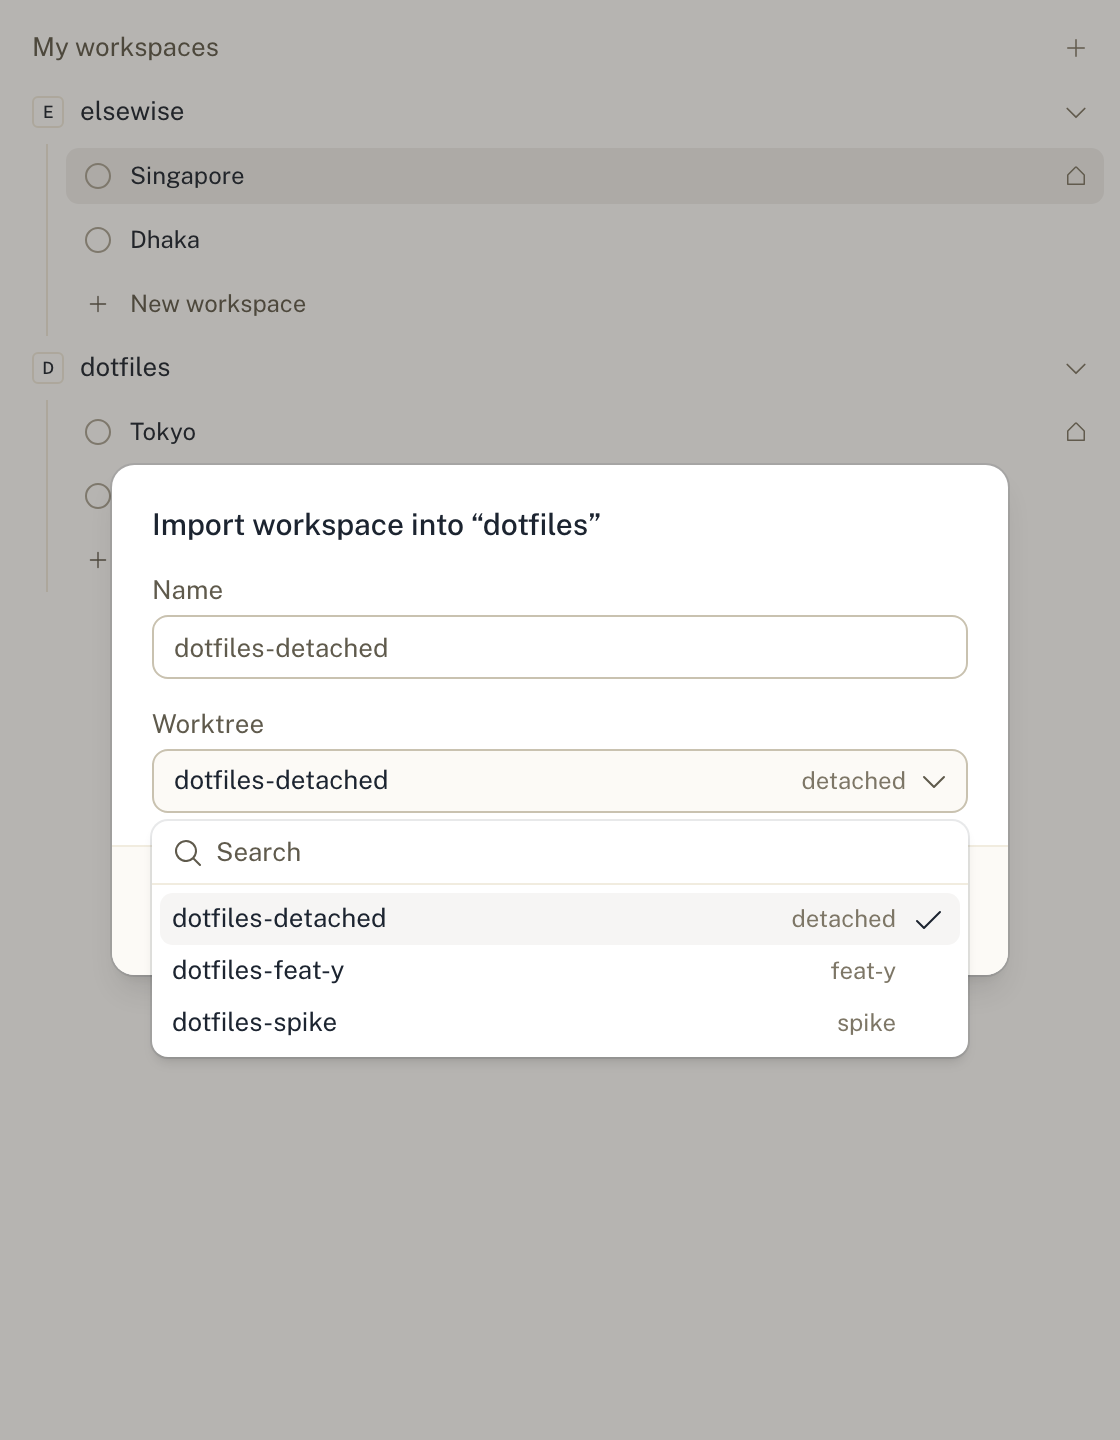 My workspaces
E elsewise
Singapore
Dhaka
New workspace
D dotfiles
Tokyo
Import workspace into “dotfiles”
Name
dotfiles-detached
Worktree
dotfiles-detached detached
Search
dotfiles-detached detached
dotfiles-feat-y feat-y
dotfiles-spike spike